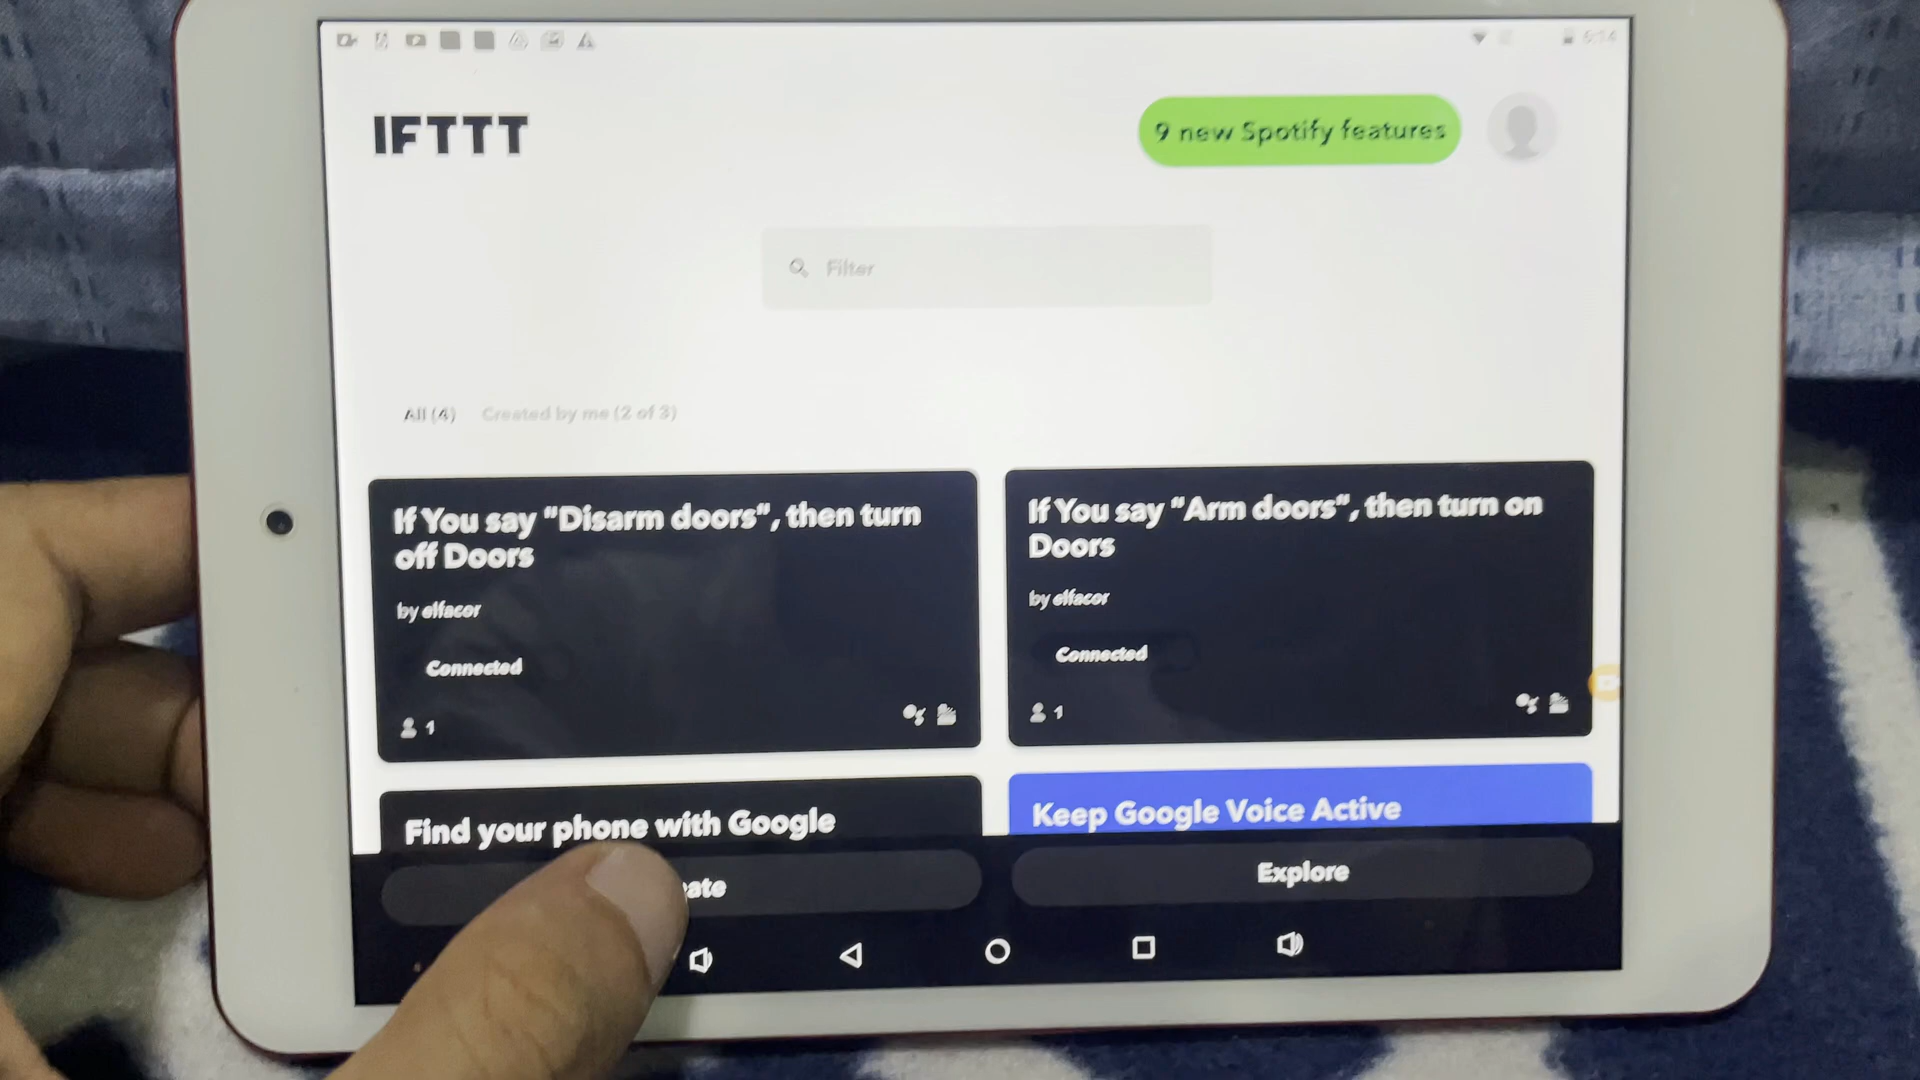 6:14
IFTTT
9 new Spotify features
Filter
All (4) Created by me (2 of 3)
If You say "Disarm doors", then turn
off Doors
by elfacor
Connected
1
If You say "Arm doors", then turn on
Doors
by elfacor
Connected
1
Find your phone with Google
Keep Google Voice Active
Explore